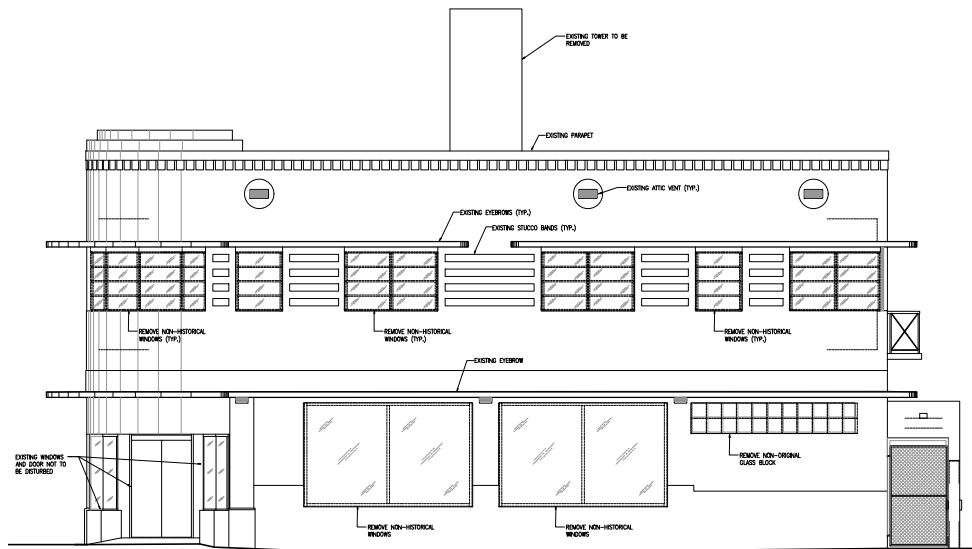 EXISTING TOWER TO BE
REMOVED
EXISTING PARAPET
EXISTING ATTIC VENT (TYP.)
EXISTING EYEBROWS (TYP.)
EXISTING STUCCO BANDS (TYP.)
REMOVE NON-HISTORICAL
WINDOWS (TYP.)
REMOVE NON-HISTORICAL
WINDOWS (TYP.)
REMOVE NON-HISTORICAL
WINDOWS (TYP.)
EXISTING EYEBROW
EXISTING WINDOWS
AND DOOR NOT TO
BE DISTURBED
REMOVE NON-ORIGINAL
GLASS BLOCK
REMOVE NON-HISTORICAL
WINDOWS
REMOVE NON-HISTORICAL
WINDOWS